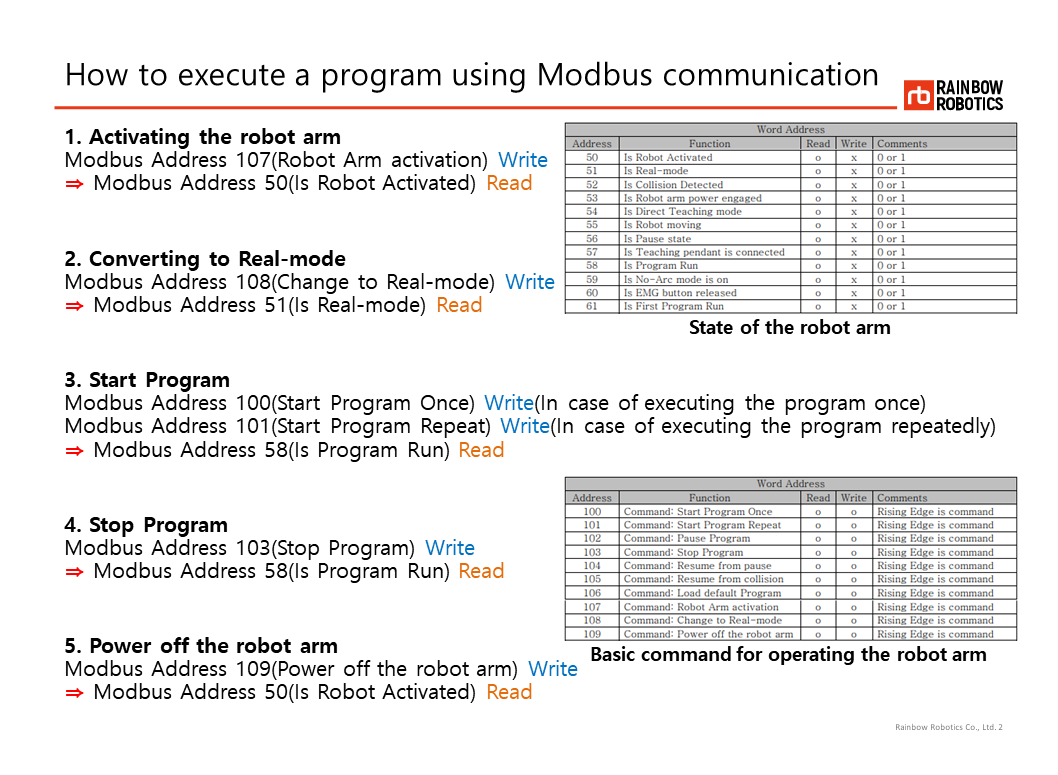 How to execute a program using Modbus communication
RAINBOW
ROBOTICS
1. Activating the robot arm
Modbus Address 107(Robot Arm activation) Write
⇒ Modbus Address 50(Is Robot Activated) Read
2. Converting to Real-mode
Modbus Address 108(Change to Real-mode) Write
⇒ Modbus Address 51(Is Real-mode) Read
Word Address
Address Function Read Write Comments
50 Is Robot Activated o x 0 or 1
51 Is Real-mode o x 0 or 1
52 Is Collision Detected o x 0 or 1
53 Is Robot arm power engaged o x 0 or 1
54 Is Direct Teaching mode o x 0 or 1
55 Is Robot moving o x 0 or 1
56 Is Pause state o x 0 or 1
57 Is Teaching pendant is connected o x 0 or 1
58 Is Program Run o x 0 or 1
59 Is No-Arc mode is on o x 0 or 1
60 Is EMG button released o x 0 or 1
61 Is First Program Run o x 0 or 1
State of the robot arm
3. Start Program
Modbus Address 100(Start Program Once) Write(In case of executing the program once)
Modbus Address 101(Start Program Repeat) Write(In case of executing the program repeatedly)
⇒ Modbus Address 58(Is Program Run) Read
4. Stop Program
Modbus Address 103(Stop Program) Write
⇒ Modbus Address 58(Is Program Run) Read
5. Power off the robot arm
Modbus Address 109(Power off the robot arm) Write
⇒ Modbus Address 50(Is Robot Activated) Read
Word Address
Address Function Read Write Comments
100 Command: Start Program Once o o Rising Edge is command
101 Command: Start Program Repeat o o Rising Edge is command
102 Command: Pause Program o o Rising Edge is command
103 Command: Stop Program o o Rising Edge is command
104 Command: Resume from pause o o Rising Edge is command
105 Command: Resume from collision o o Rising Edge is command
106 Command: Load default Program o o Rising Edge is command
107 Command: Robot Arm activation o o Rising Edge is command
108 Command: Change to Real-mode o o Rising Edge is command
109 Command: Power off the robot arm o o Rising Edge is command
Basic command for operating the robot arm
Rainbow Robotics Co., Ltd. 2